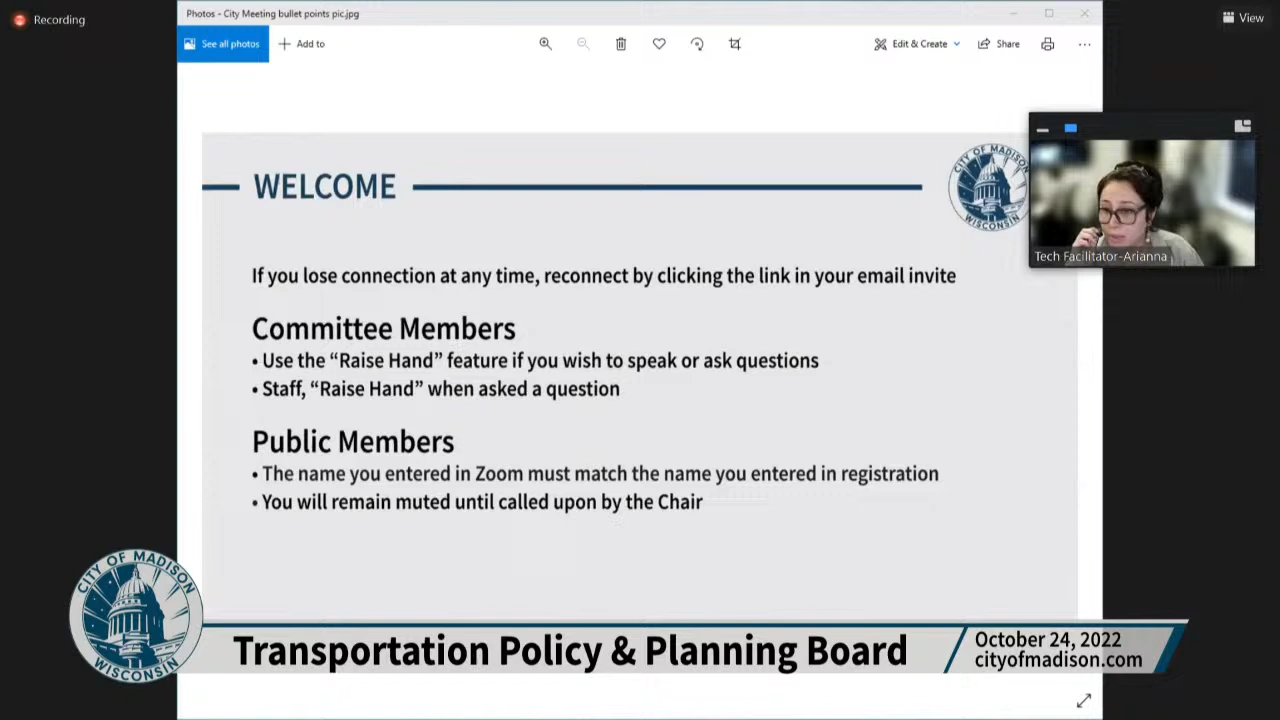 Recording
Photos - City Meeting bullet points pic.jpg
View
See all photos
Add to
Edit & Create
Share
WELCOME
CITY OF MADISON
WISCONSIN
Tech Facilitator-Arianna
If you lose connection at any time, reconnect by clicking the link in your email invite
Committee Members
• Use the “Raise Hand” feature if you wish to speak or ask questions
• Staff, “Raise Hand” when asked a question
Public Members
• The name you entered in Zoom must match the name you entered in registration
• You will remain muted until called upon by the Chair
CITY OF MADISON
WISCONSIN
Transportation Policy & Planning Board
October 24, 2022
cityofmadison.com